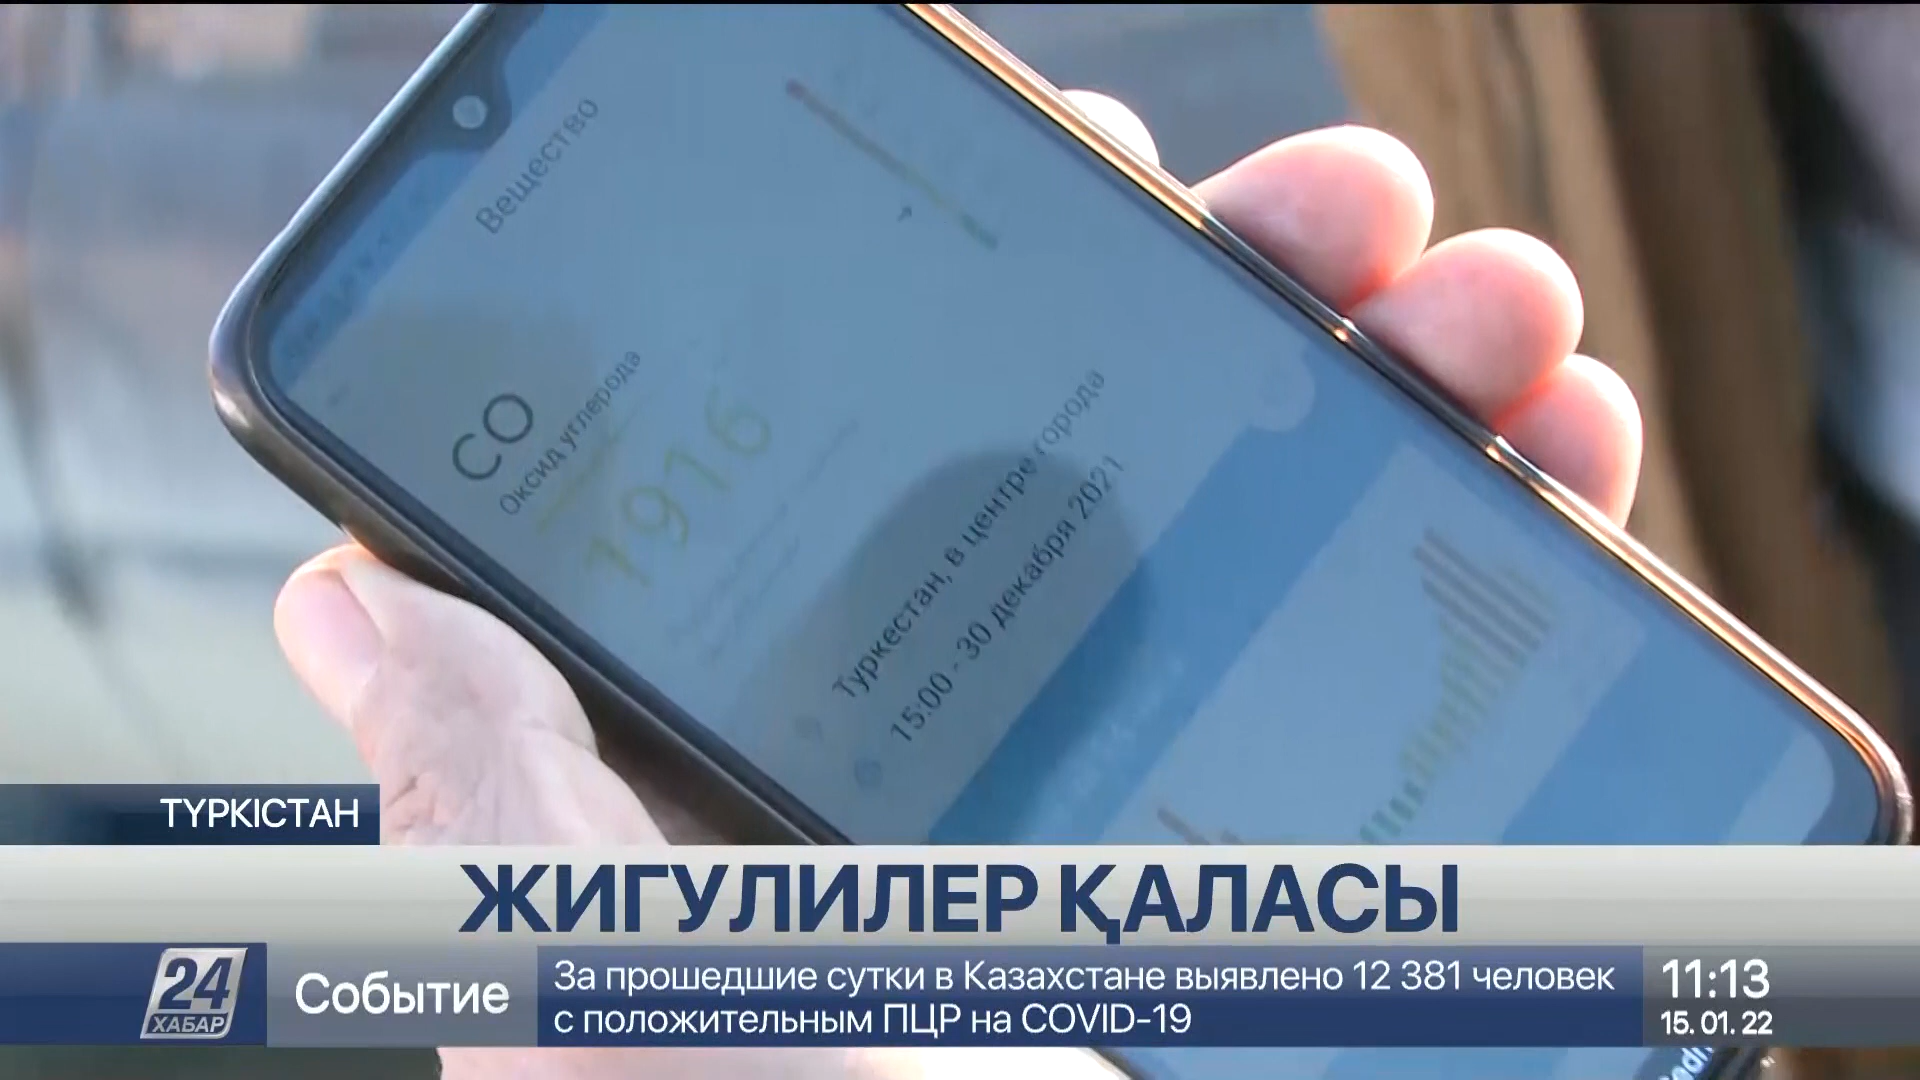 Вещество
CO
Оксид углерода
1916
Туркестан, в центре города
15:00 - 30 декабря 2021
ТҮРКІСТАН
ЖИГУЛИЛЕР ҚАЛАСЫ
24
ХАБАР
Событие
За прошедшие сутки в Казахстане выявлено 12 381 человек
с положительным ПЦР на COVID-19
11:13
15. 01. 22